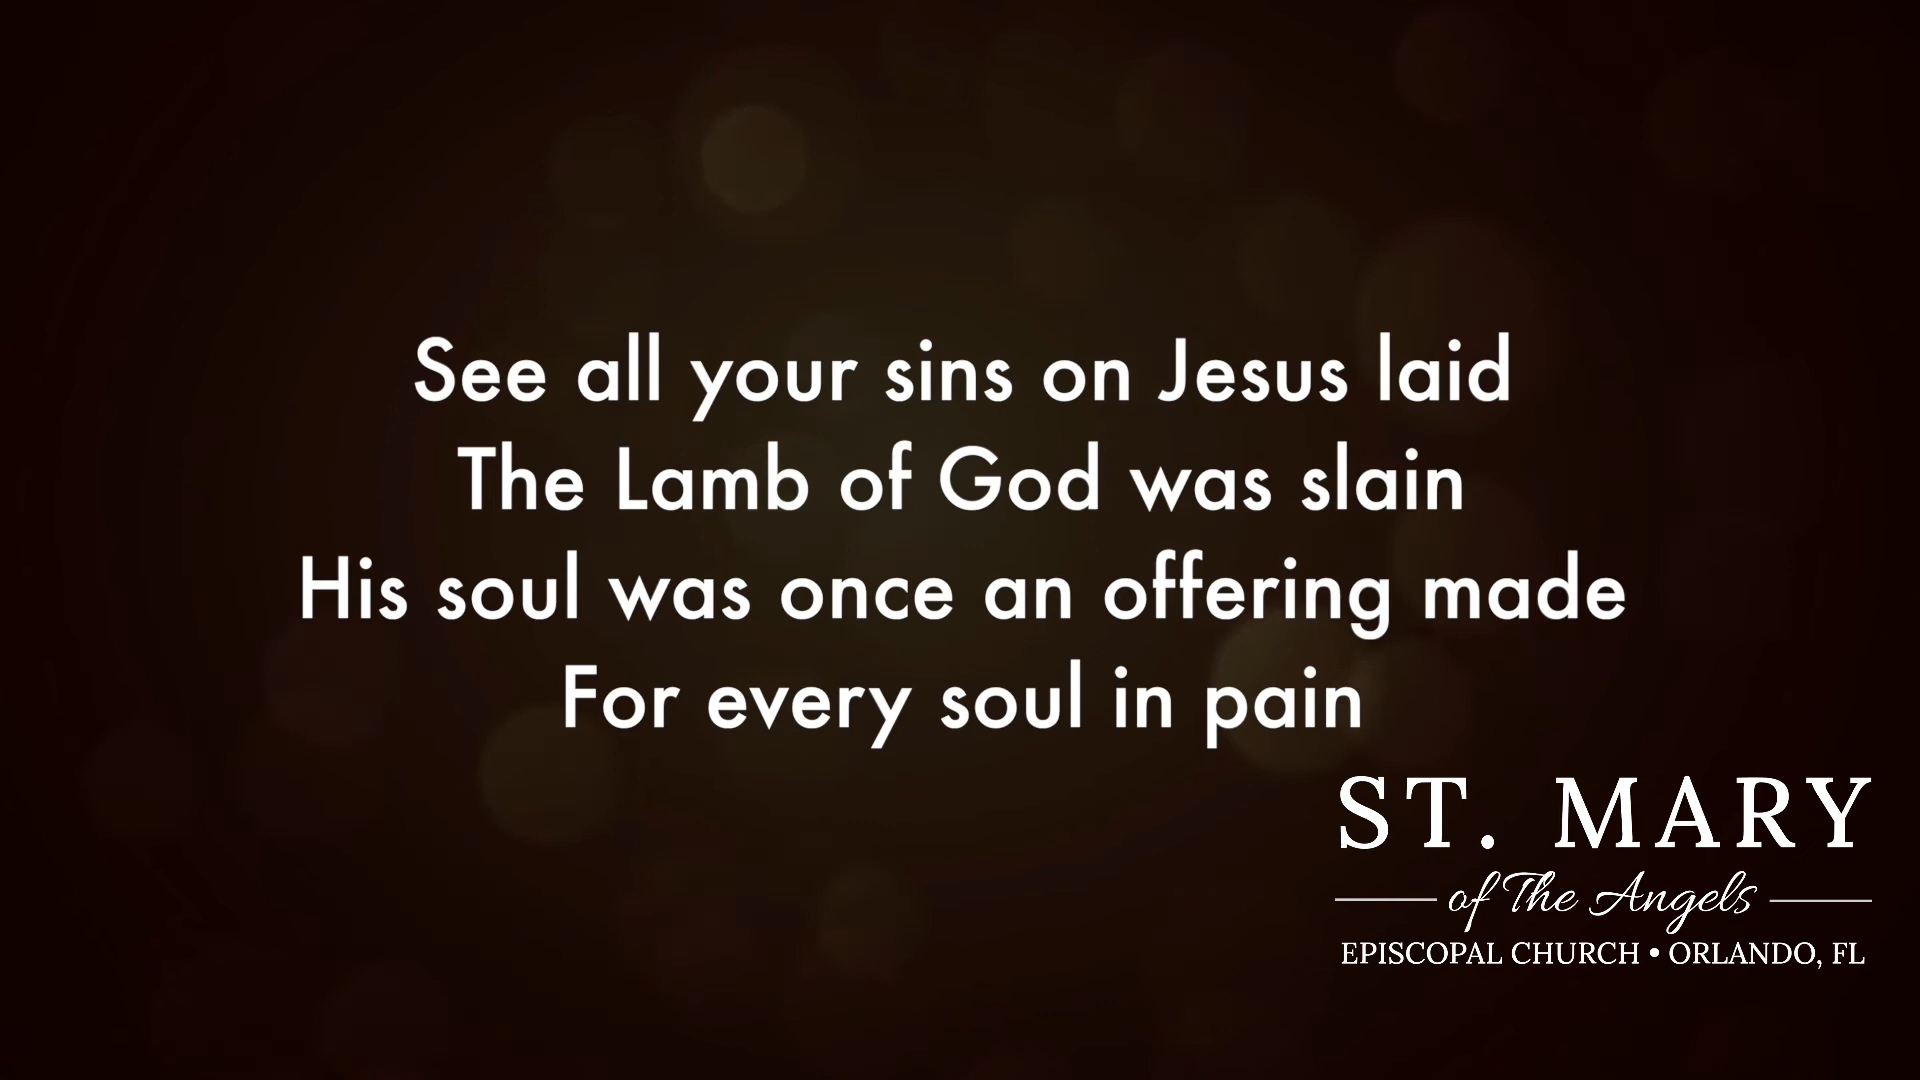 See all your sins on Jesus laid
The Lamb of God was slain
His soul was once an offering made
For every soul in pain
ST. MARY
of The Angels
EPISCOPAL CHURCH • ORLANDO, FL